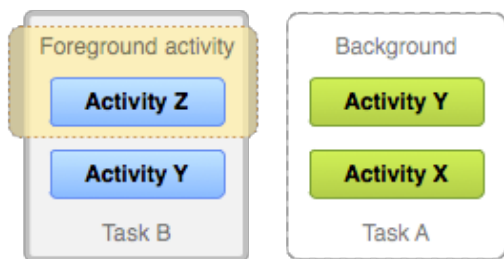 Foreground activity
Activity Z
Activity Y
Task B
Background
Activity Y
Activity X
Task A